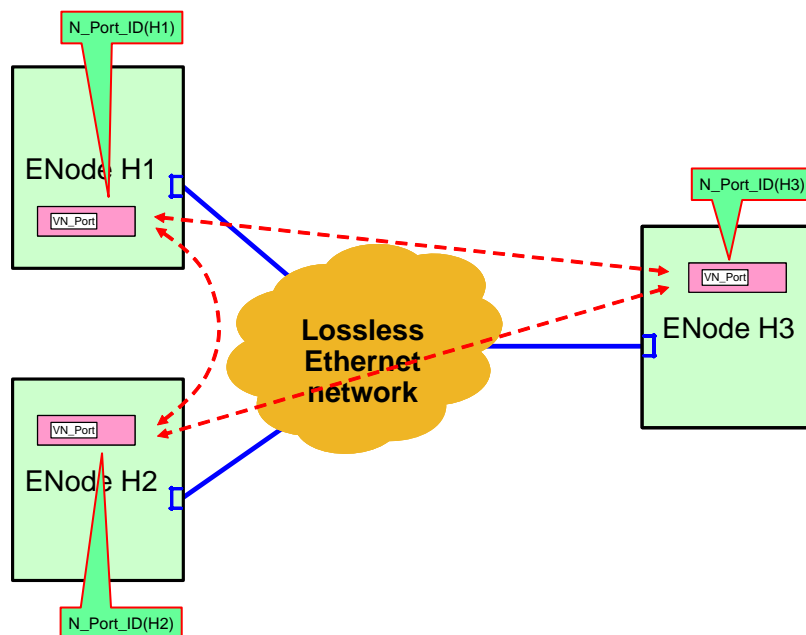 N_Port_ID(H1)
ENode H1
VN_Port
N_Port_ID(H3)
VN_Port
ENode H3
Lossless
Ethernet
network
VN_Port
ENode H2
N_Port_ID(H2)